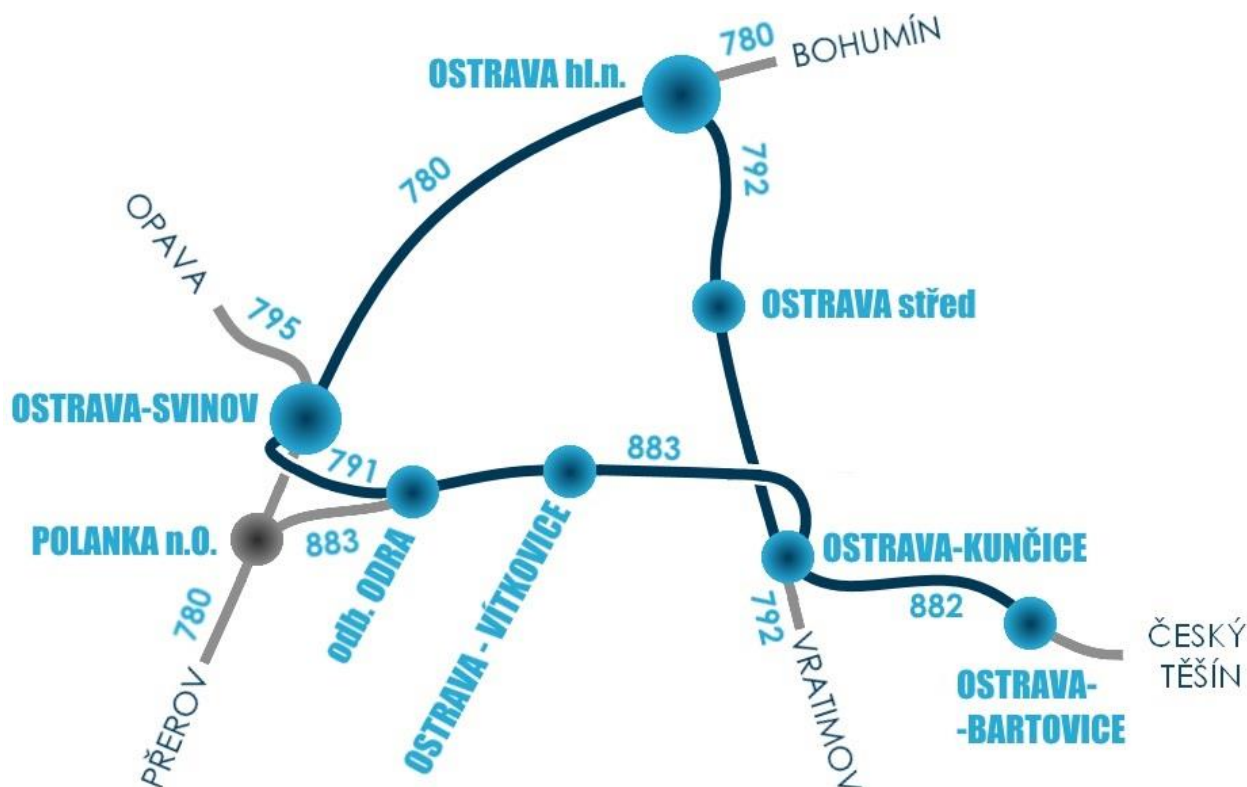 780
BOHUMÍN
OSTRAVA hl.n.
780
792
OPAVA
795
OSTRAVA střed
OSTRAVA-SVINOV
791
883
POLANKA n.O.
883
odb. ODRA
OSTRAVA - VÍTKOVICE
OSTRAVA-KUNČICE
780
792
882
PŘEROV
VRATIMOV
ČESKÝ
TĚŠÍN
OSTRAVA-
-BARTOVICE